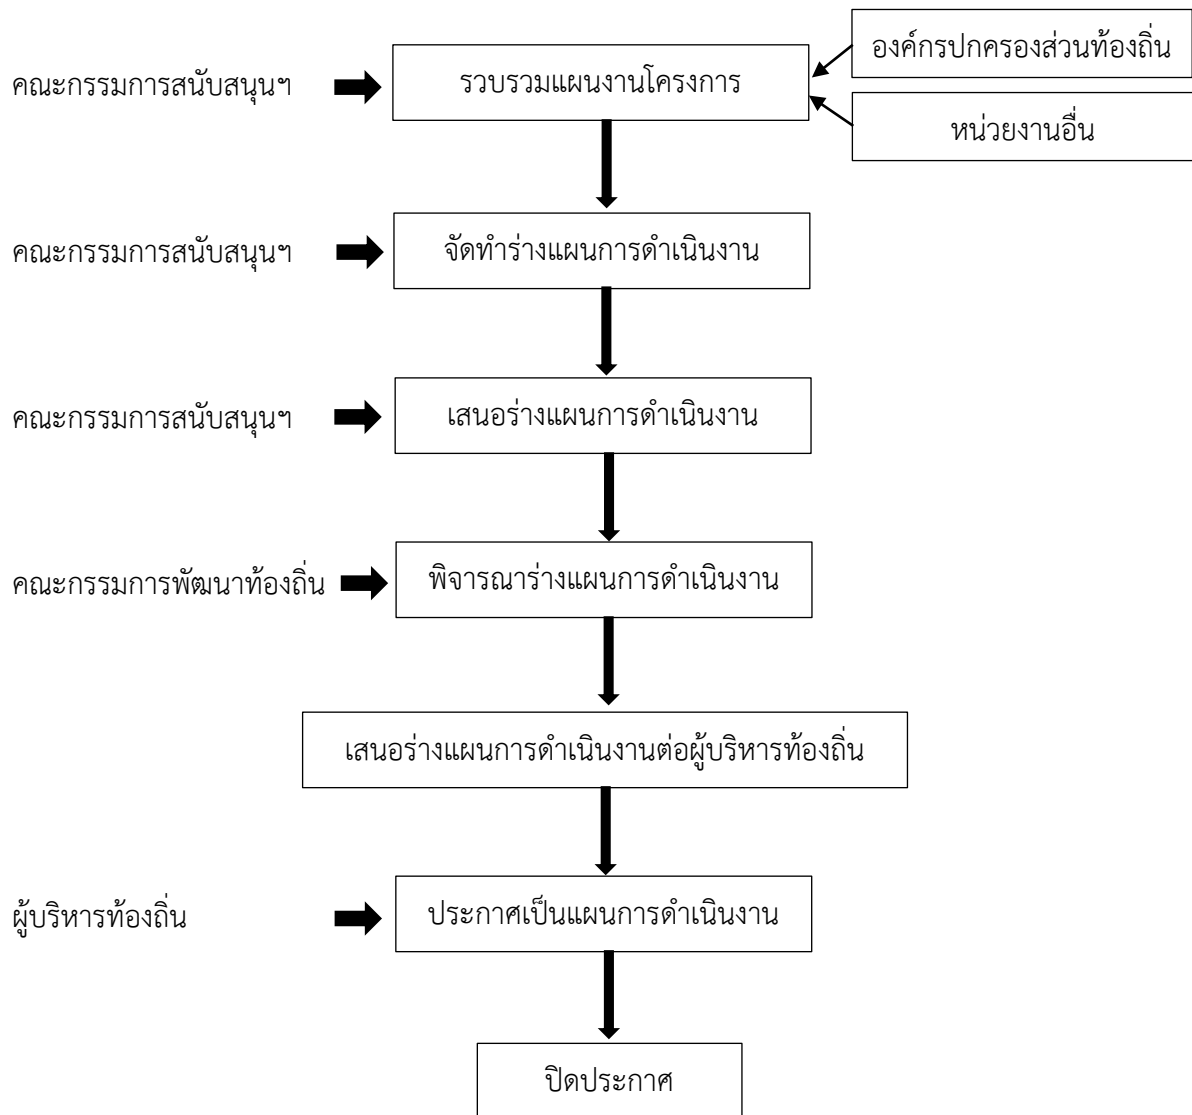 องค์กรปกครองส่วนท้องถิ่น
คณะกรรมการสนับสนุนฯ
รวบรวมแผนงานโครงการ
หน่วยงานอื่น
คณะกรรมการสนับสนุนฯ
จัดทำร่างแผนการดำเนินงาน
คณะกรรมการสนับสนุนฯ
เสนอร่างแผนการดำเนินงาน
คณะกรรมการพัฒนาท้องถิ่น
พิจารณาร่างแผนการดำเนินงาน
เสนอร่างแผนการดำเนินงานต่อผู้บริหารท้องถิ่น
ผู้บริหารท้องถิ่น
ประกาศเป็นแผนการดำเนินงาน
ปิดประกาศ